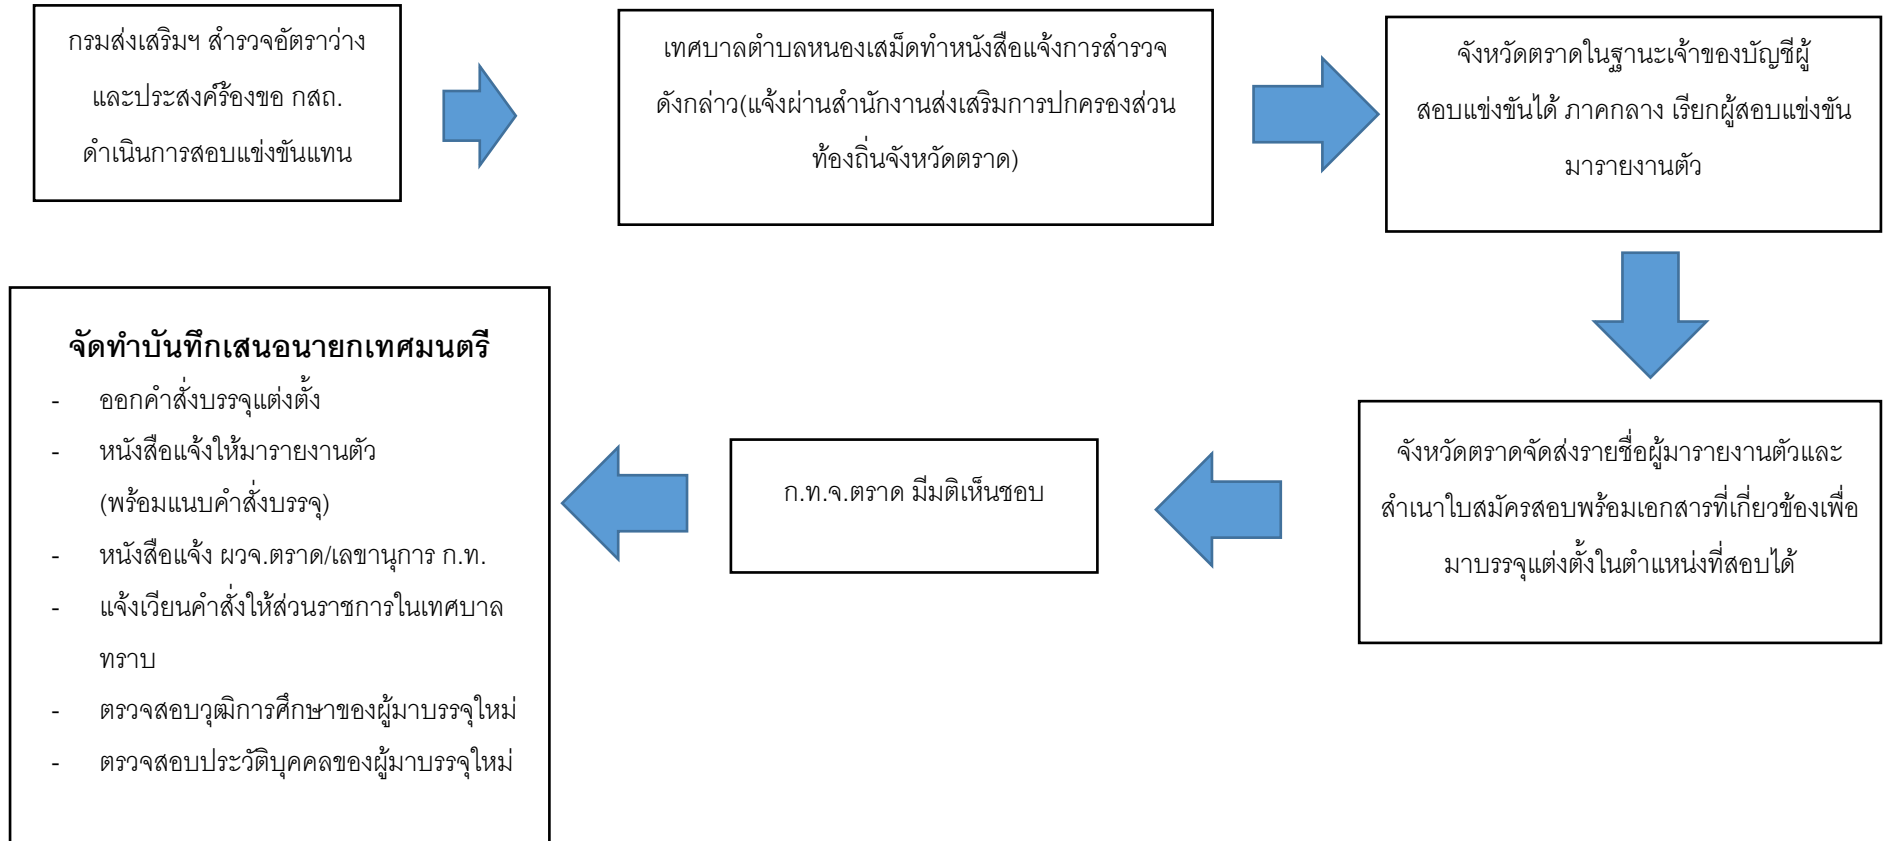 กรมส่งเสริมฯ สำรวจอัตราว่าง
และประสงค์ร้องขอ กสถ.
ดำเนินการสอบแข่งขันแทน
เทศบาลตำบลหนองเสม็ดทำหนังสือแจ้งการสำรวจ
ดังกล่าว(แจ้งผ่านสำนักงานส่งเสริมการปกครองส่วน
ท้องถิ่นจังหวัดตราด)
จังหวัดตราดในฐานะเจ้าของบัญชีผู้
สอบแข่งขันได้ ภาคกลาง เรียกผู้สอบแข่งขัน
มารายงานตัว
จังหวัดตราดจัดส่งรายชื่อผู้มารายงานตัวและ
สำเนาใบสมัครสอบพร้อมเอกสารที่เกี่ยวข้องเพื่อ
มาบรรจุแต่งตั้งในตำแหน่งที่สอบได้
ก.ท.จ.ตราด มีมติเห็นชอบ
จัดทำบันทึกเสนอนายกเทศมนตรี
- ออกคำสั่งบรรจุแต่งตั้ง
- หนังสือแจ้งให้มารายงานตัว
(พร้อมแนบคำสั่งบรรจุ)
- หนังสือแจ้ง ผวจ.ตราด/เลขานุการ ก.ท.
- แจ้งเวียนคำสั่งให้ส่วนราชการในเทศบาล
ทราบ
- ตรวจสอบวุฒิการศึกษาของผู้มาบรรจุใหม่
- ตรวจสอบประวัติบุคคลของผู้มาบรรจุใหม่